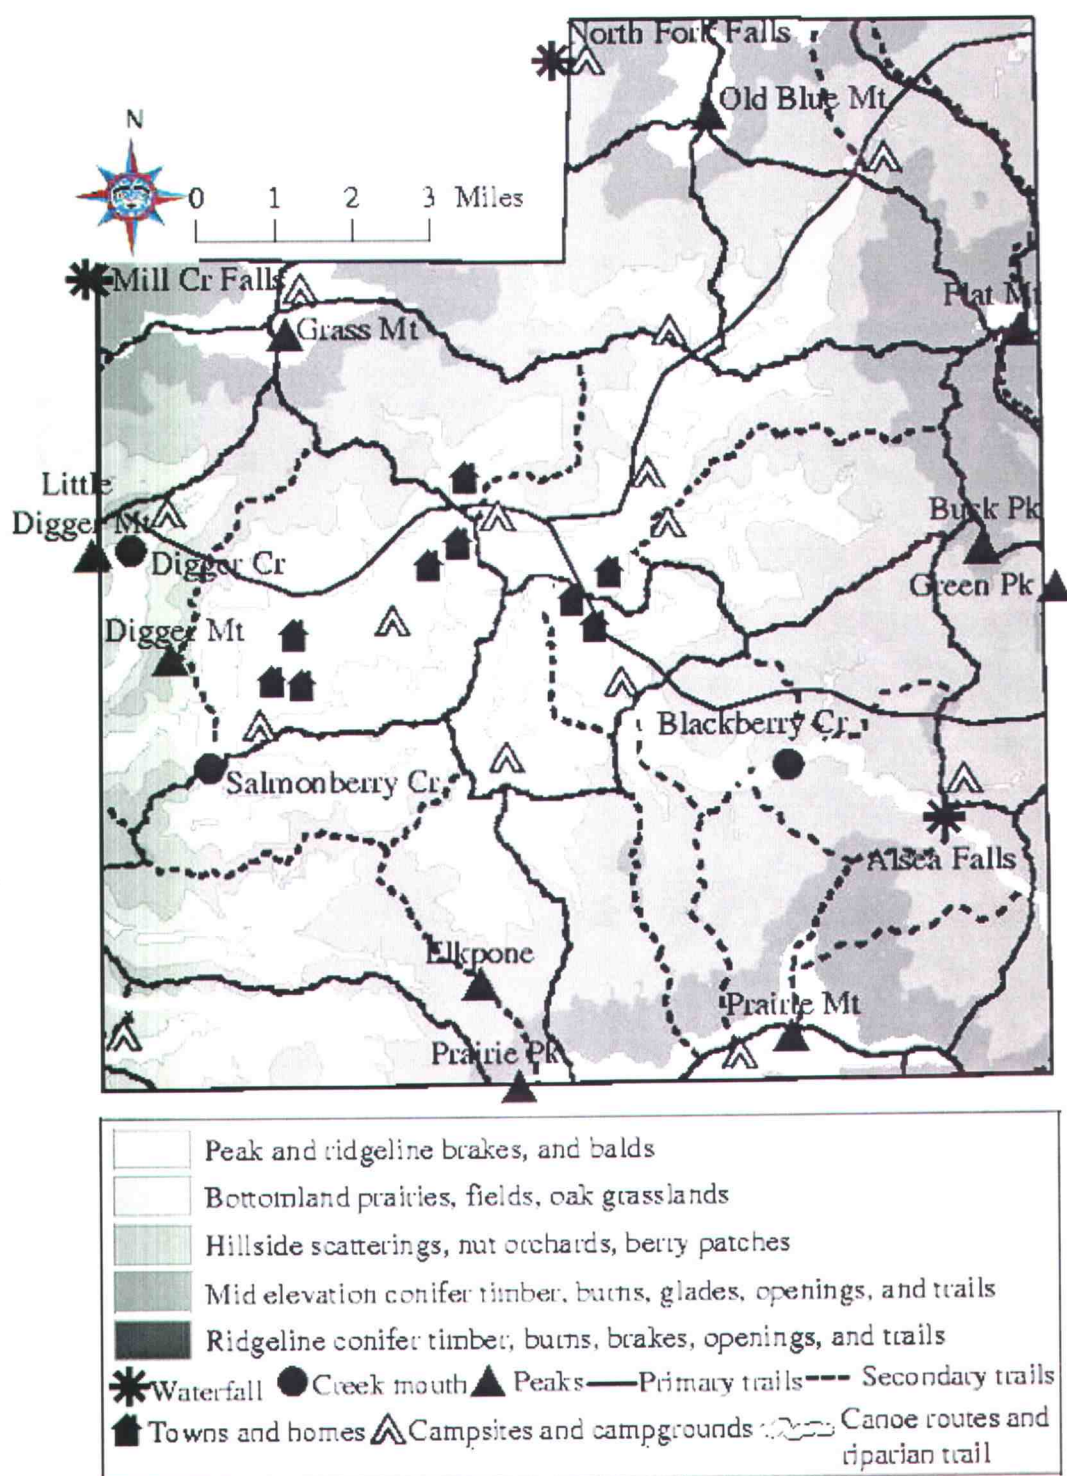 North Fork Falls
Old Blue Mt
N
0 1 2 3 Miles
Mill Cr Falls
Flat Mt
Grass Mt
Little
Digger Mt
Buck Pk
Digger Cr
Green Pk
Digger Mt
Blackberry Cr
Salmonberry Cr
Alsea Falls
Elkpone
Prairie Mt
Prairie Pk
Peak and ridgeline brakes, and balds
Bottomland prairies, fields, oak grasslands
Hillside scatterings, nut orchards, berry patches
Mid elevation conifer timber, burns, glades, openings, and trails
Ridgeline conifer timber, burns, brakes, openings, and trails
Waterfall Creek mouth Peaks Primary trails Secondary trails
Towns and homes Campsites and campgrounds Canoe routes and
riparian trail